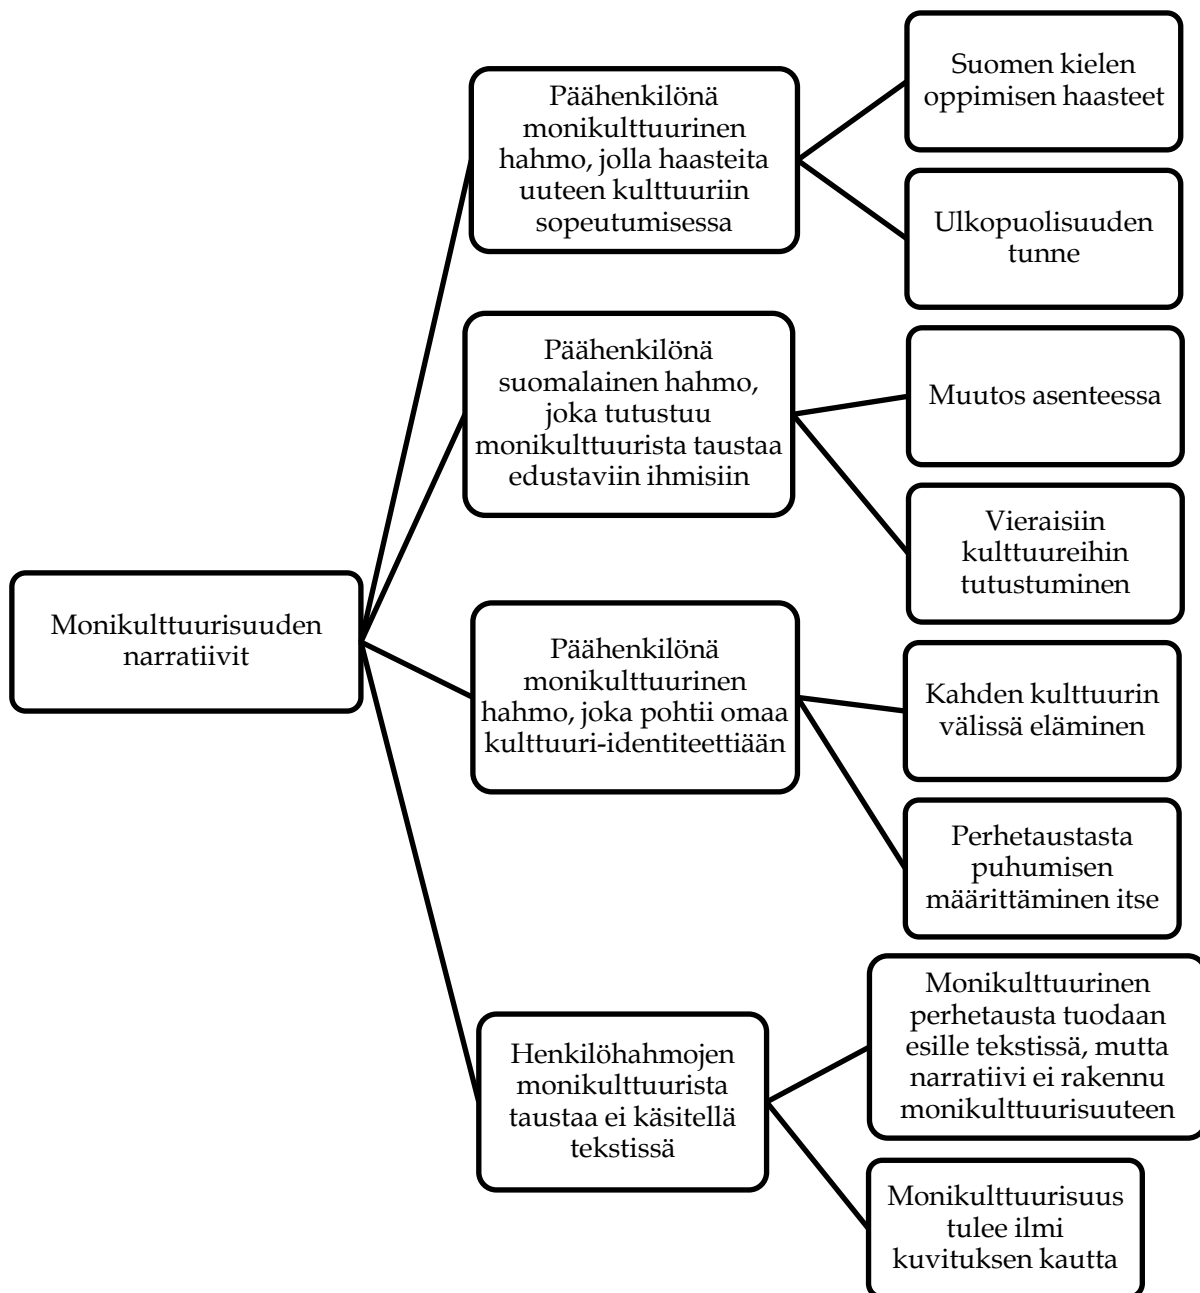 Monikulttuurisuuden
narratiivit
Päähenkilönä
monikulttuurinen
hahmo, jolla haasteita
uuteen kulttuuriin
sopeutumisessa
Suomen kielen
oppimisen haasteet
Ulkopuolisuuden
tunne
Päähenkilönä
suomalainen hahmo,
joka tutustuu
monikulttuurista taustaa
edustaviin ihmisiin
Muutos asenteessa
Vieraisiin
kulttuureihin
tutustuminen
Päähenkilönä
monikulttuurinen
hahmo, joka pohtii omaa
kulttuuri-identiteettiään
Kahden kulttuurin
välissä eläminen
Perhetaustasta
puhumisen
määrittäminen itse
Henkilöhahmojen
monikulttuurista
taustaa ei käsitellä
tekstissä
Monikulttuurinen
perhetausta tuodaan
esille tekstissä, mutta
narratiivi ei rakennu
monikulttuurisuuteen
Monikulttuurisuus
tulee ilmi
kuvituksen kautta